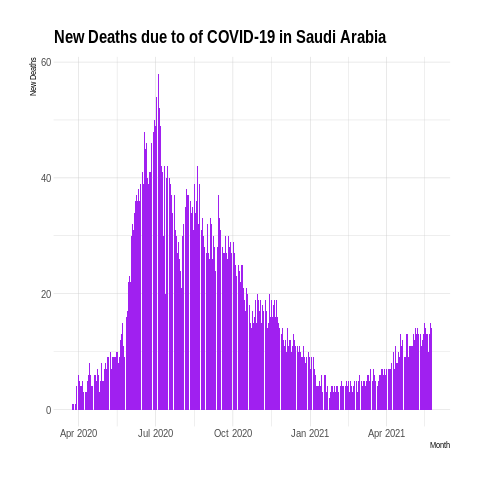 New Deaths due to of COVID-19 in Saudi Arabia
New Deaths
60
40
20
0
Apr 2020 Jul 2020 Oct 2020 Jan 2021 Apr 2021
Month